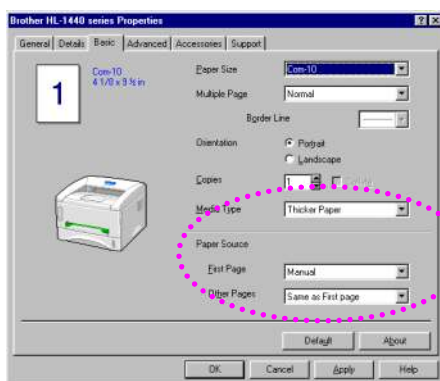 Brother HL-1440 series Properties
General Details Basic Advanced Accessories Support
1
Com-10
4 1/8 x 9 ½ in
Paper Size Com-10
Multiple Page Normal
Border Line
Orientation Portrait
Landscape
Copies 1
Media Type Thicker Paper
Paper Source
First Page Manual
Other Pages Same as First page
Default About
OK Cancel Apply Help